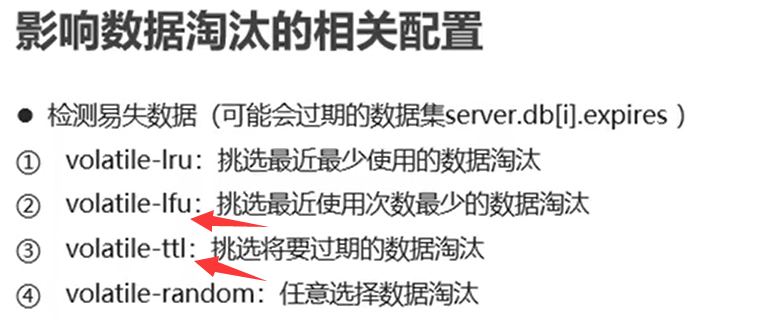 影响数据淘汰的相关配置
● 检测易失数据（可能会过期的数据集server.db[i].expires ）
① volatile-lru：挑选最近最少使用的数据淘汰
② volatile-lfu：挑选最近使用次数最少的数据淘汰
③ volatile-ttl：挑选将要过期的数据淘汰
④ volatile-random：任意选择数据淘汰